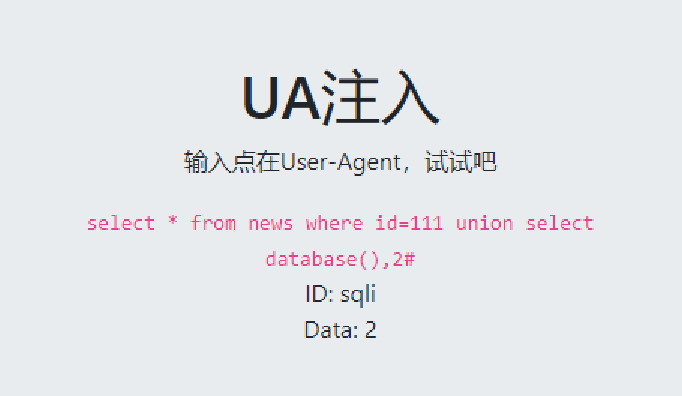 UA注入
输入点在User-Agent，试试吧
select * from news where id=111 union select
database(),2#
ID: sqli
Data: 2